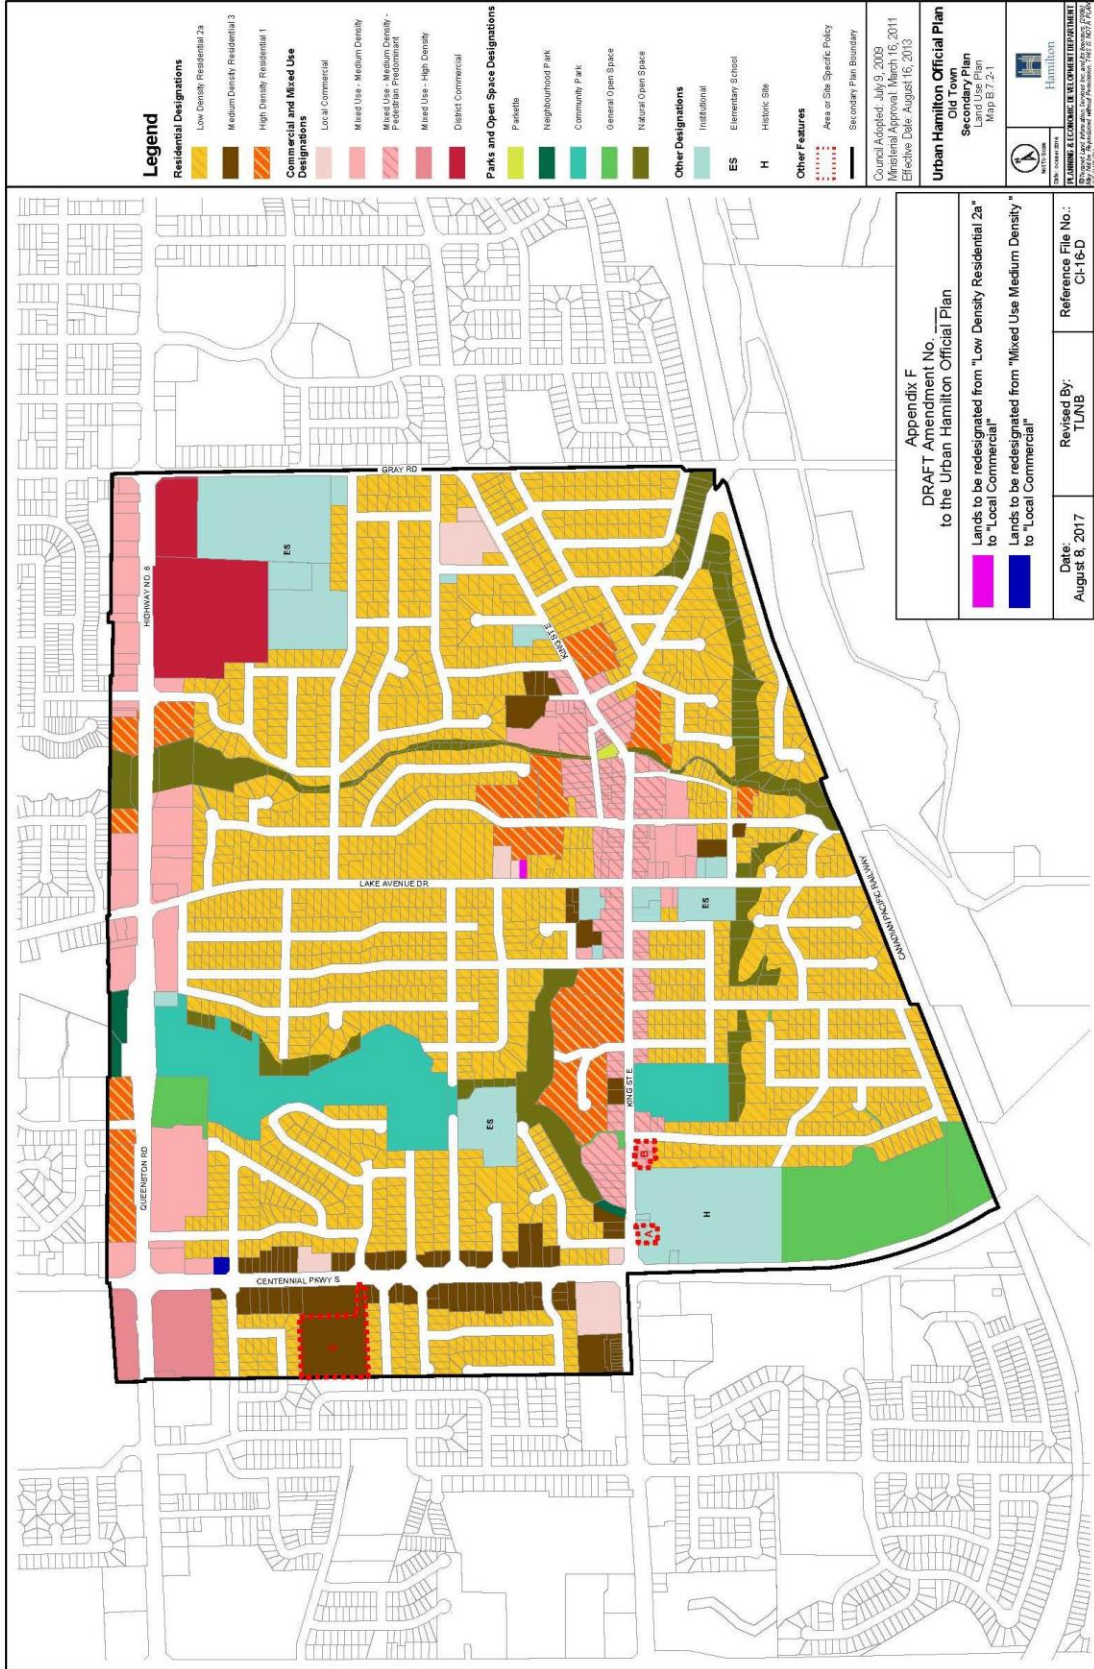 Legend
Residential Designations
Low Density Residential 2a
Medium Density Residential 3
High Density Residential 1
Commercial and Mixed Use
Designations
Local Commercial
Mixed Use - Medium Density
Mixed Use - Medium Density -
Pedestrian Predominant
Mixed Use - High Density
District Commercial
Parks and Open Space Designations
Parkette
Neighbourhood Park
Community Park
General Open Space
Natural Open Space
Other Designations
Institutional
ES Elementary School
H Historic Site
Other Features
Area or Site Specific Policy
Secondary Plan Boundary
Council Adopted: July 9, 2009
Ministerial Approval: March 16, 2011
Effective Date: August 16, 2013
Urban Hamilton Official Plan
Old Town
Secondary Plan
Land Use Plan
Map B.7.2-1
NOT TO SCALE
Hamilton
PLANNING & ECONOMIC DEVELOPMENT DEPARTMENT
Appendix F
DRAFT Amendment No. ___
to the Urban Hamilton Official Plan
Lands to be redesignated from "Low Density Residential 2a"
to "Local Commercial"
Lands to be redesignated from "Mixed Use Medium Density "
to "Local Commercial"
Date:
August 8, 2017
Revised By:
TL/NB
Reference File No.:
CI-16-D
QUEENSTON RD
HIGHWAY NO. 8
GRAY RD
CENTENNIAL PKWY S
LAKE AVENUE DR
KING ST E
KING ST E
CANADIAN PACIFIC RAILWAY
ES
ES
ES
H
A
B